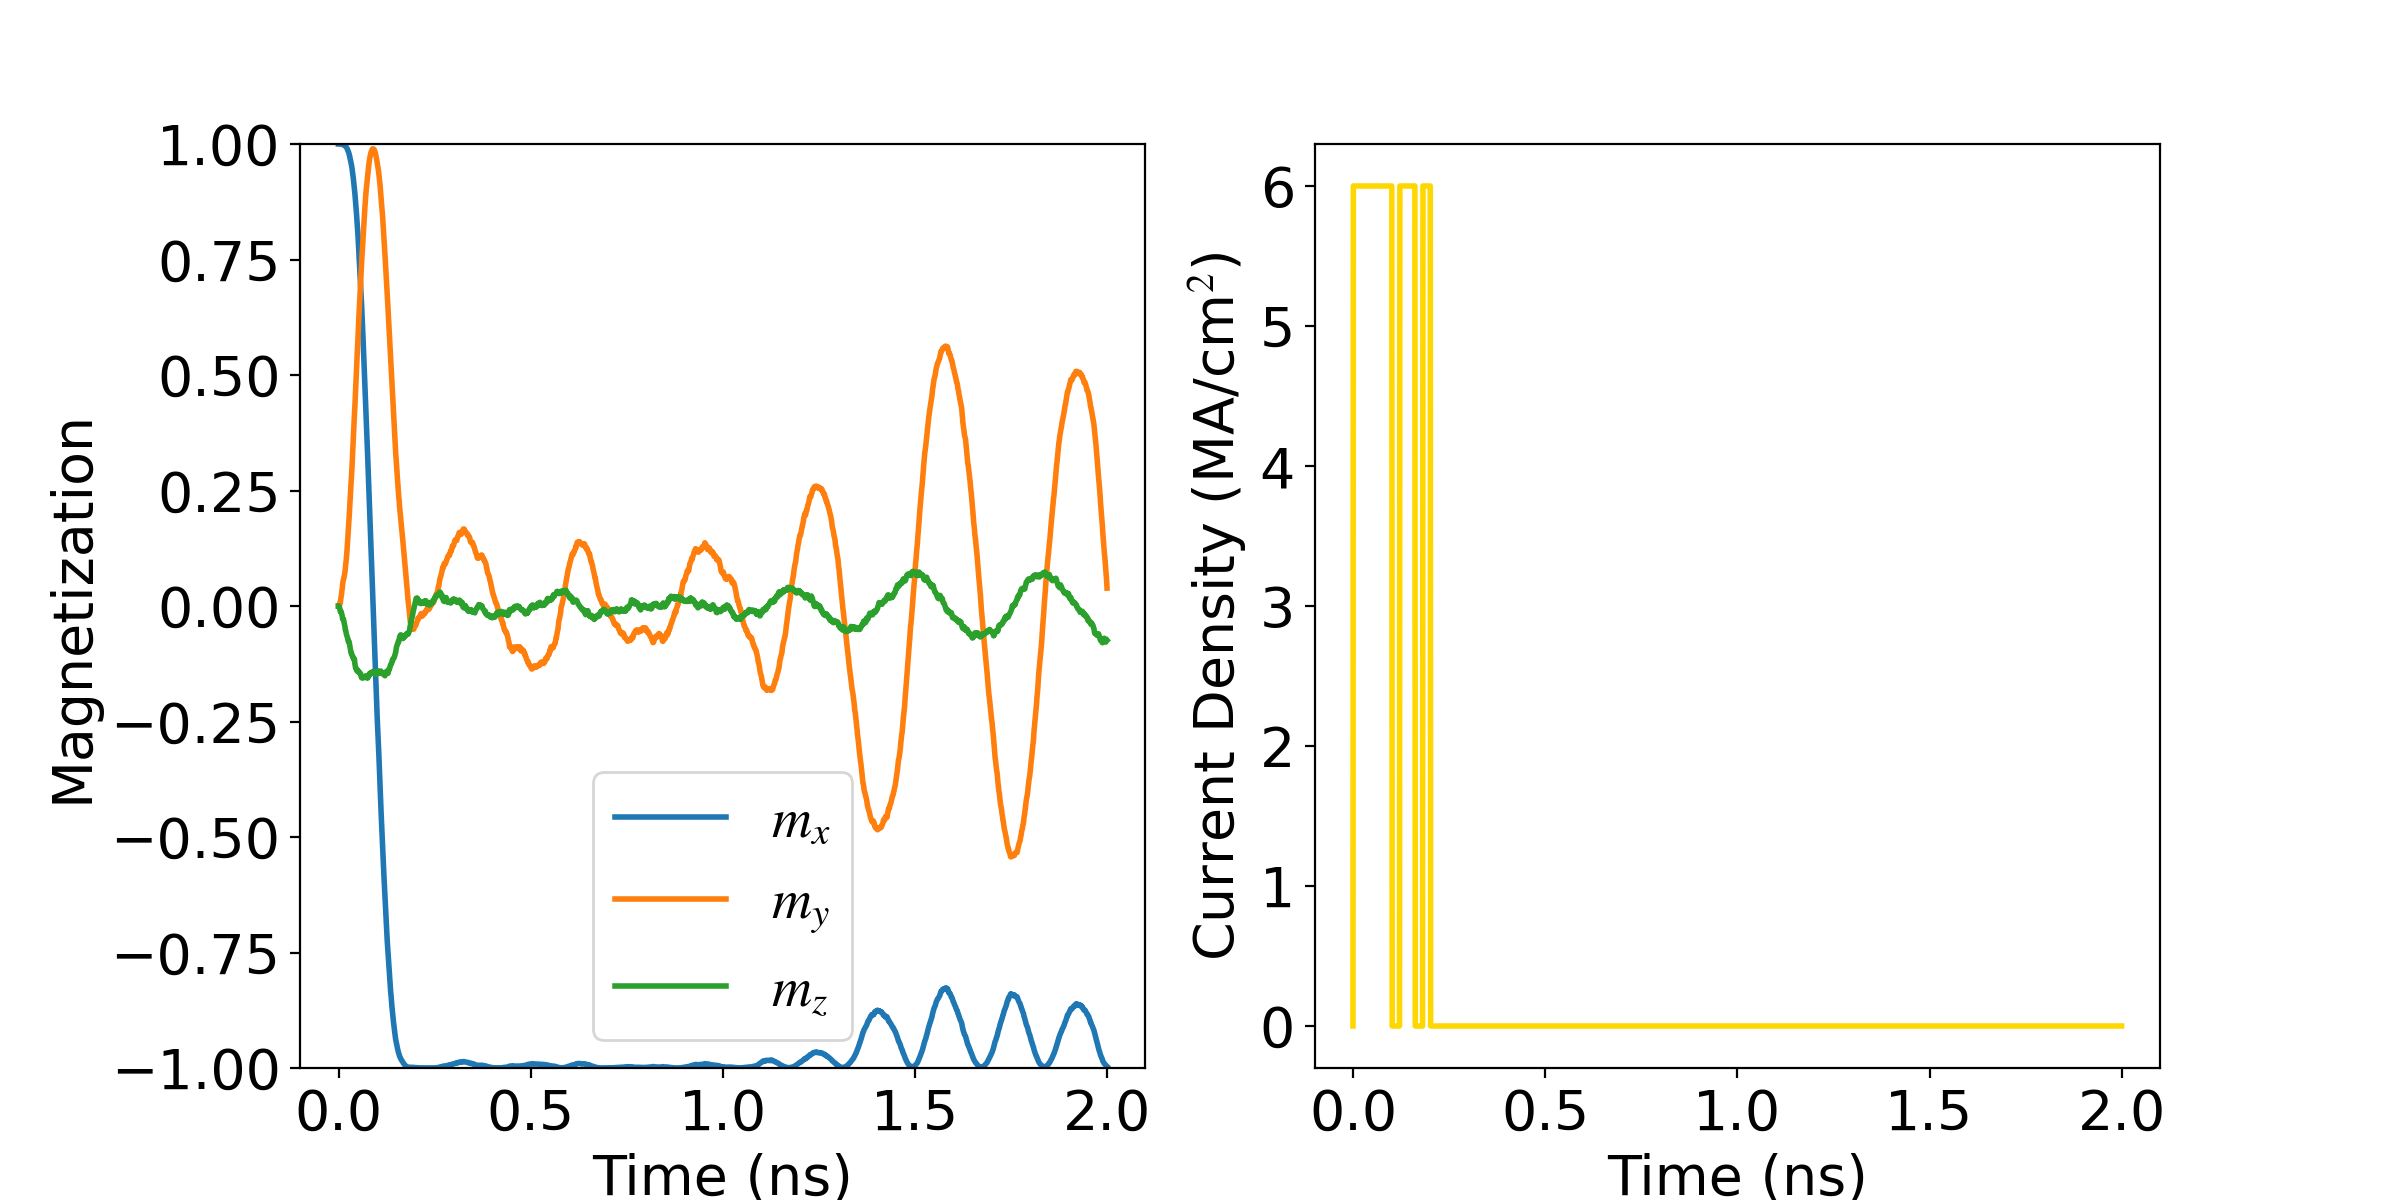 1.00
0.75
0.50
0.25
0.00
−0.25
−0.50
−0.75
−1.00
Magnetization
0.0 0.5 1.0 1.5 2.0
Time (ns)
m_x
m_y
m_z
6
5
4
3
2
1
0
Current Density (MA/cm²)
0.0 0.5 1.0 1.5 2.0
Time (ns)